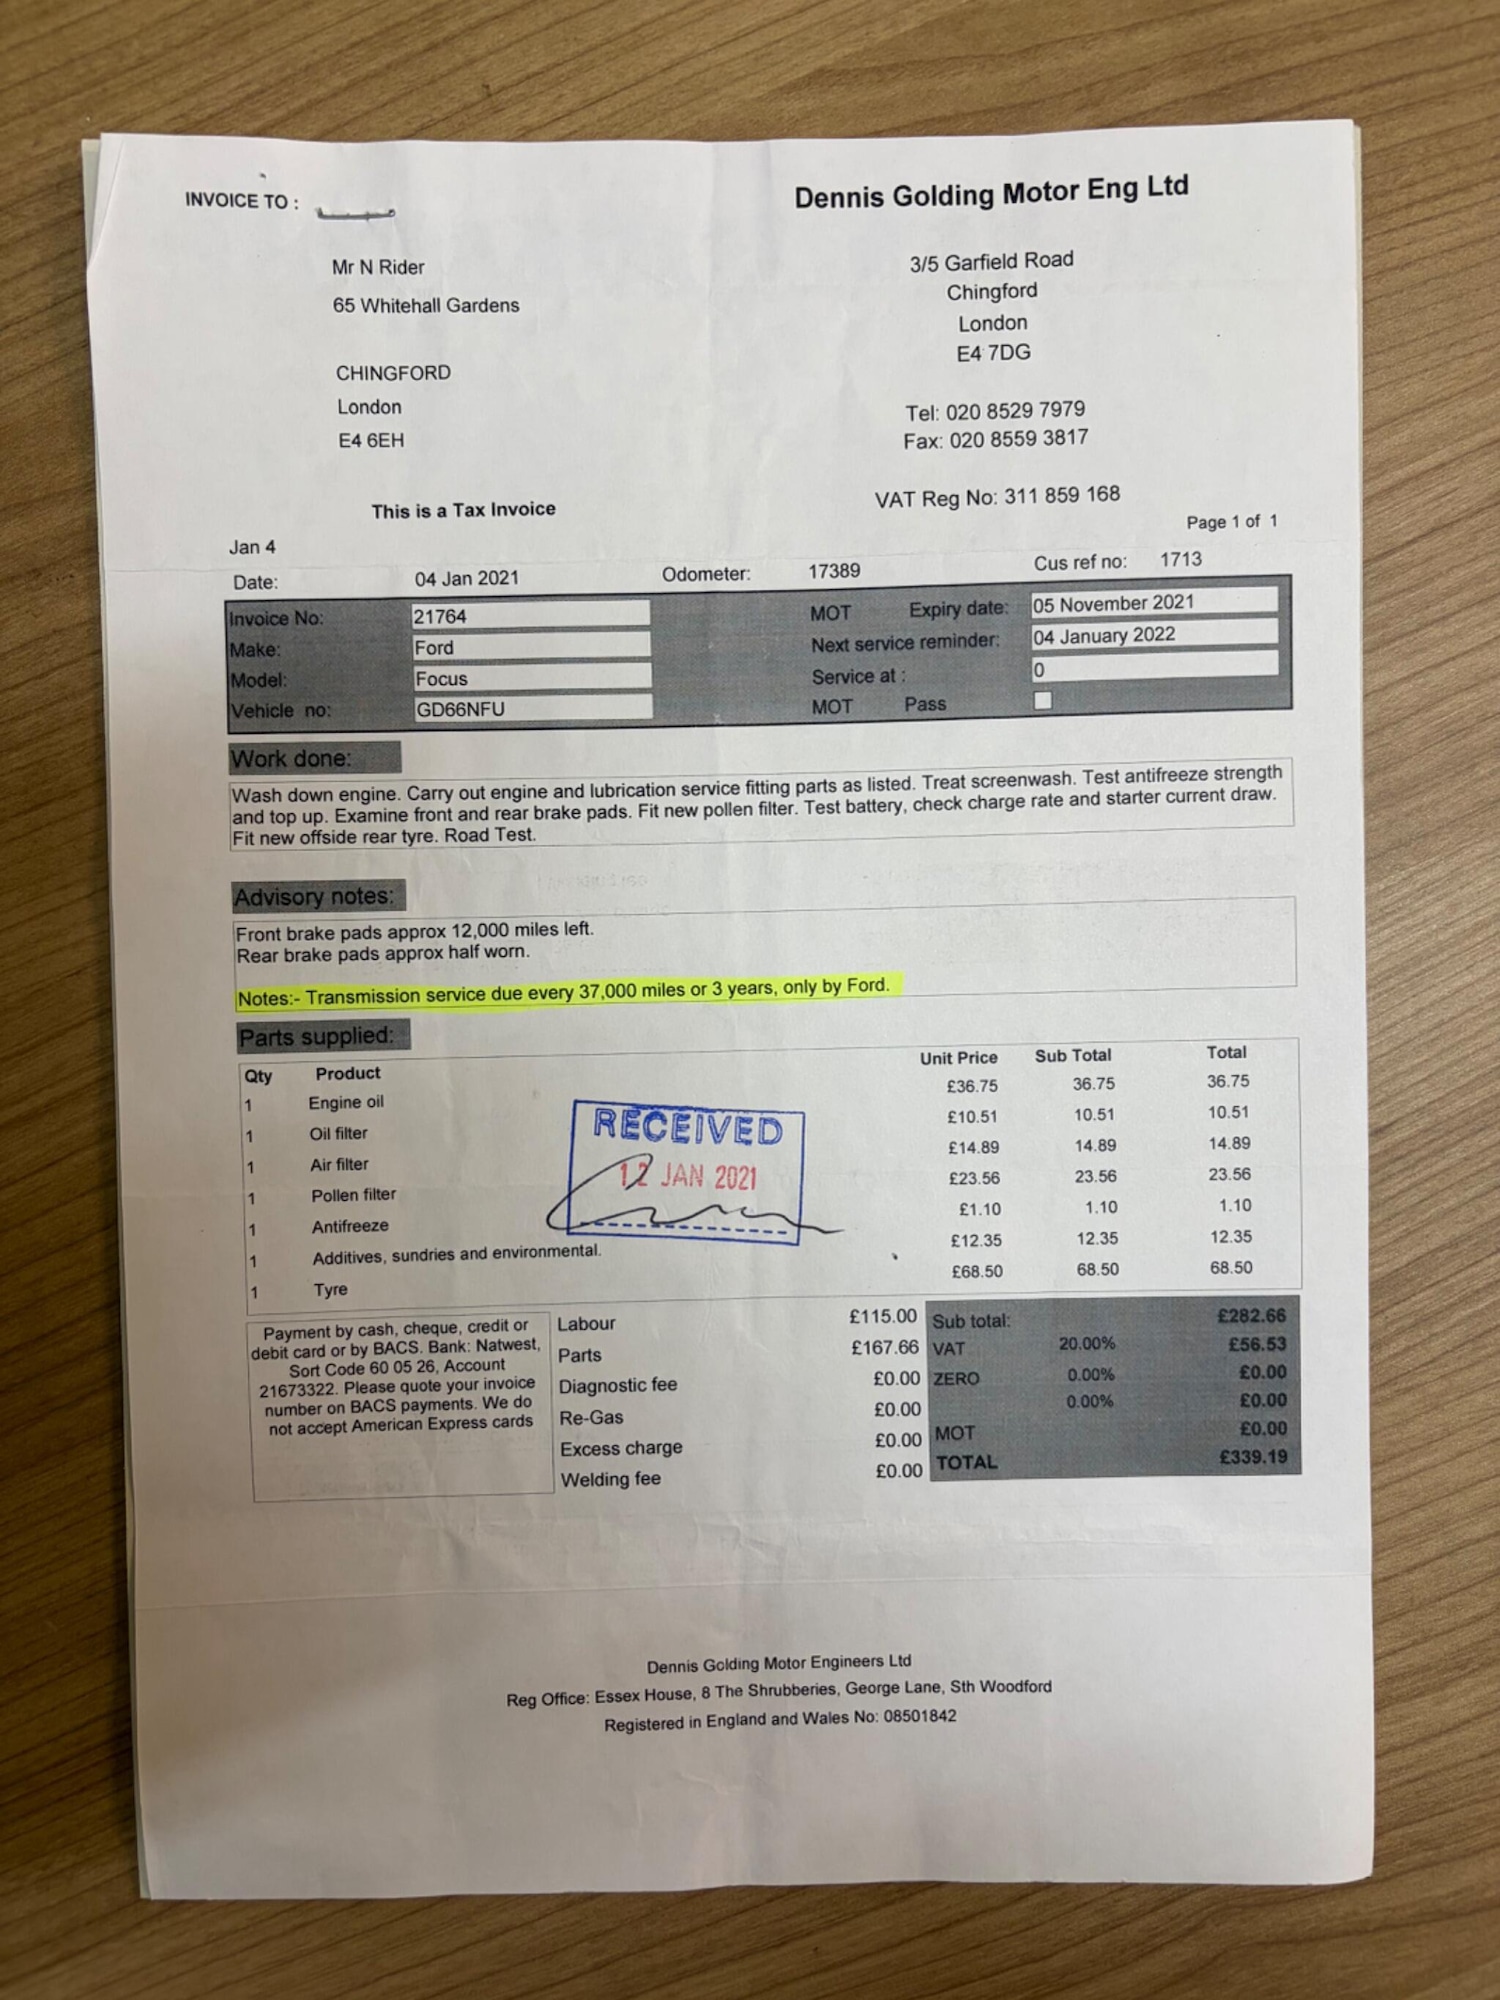 INVOICE TO :
Mr N Rider
65 Whitehall Gardens
CHINGFORD
London
E4 6EH
Dennis Golding Motor Eng Ltd
3/5 Garfield Road
Chingford
London
E4 7DG
Tel: 020 8529 7979
Fax: 020 8559 3817
VAT Reg No: 311 859 168
This is a Tax Invoice
Page 1 of 1
Jan 4
Date: 04 Jan 2021 Odometer: 17389 Cus ref no: 1713
Invoice No: 21764 MOT Expiry date: 05 November 2021
Make: Ford Next service reminder: 04 January 2022
Model: Focus Service at : 0
Vehicle no: GD66NFU MOT Pass
Work done:
Wash down engine. Carry out engine and lubrication service fitting parts as listed. Treat screenwash. Test antifreeze strength
and top up. Examine front and rear brake pads. Fit new pollen filter. Test battery, check charge rate and starter current draw.
Fit new offside rear tyre. Road Test.
Advisory notes:
Front brake pads approx 12,000 miles left.
Rear brake pads approx half worn.
Notes:- Transmission service due every 37,000 miles or 3 years, only by Ford.
Parts supplied:
Qty Product Unit Price Sub Total Total
1 Engine oil £36.75 36.75 36.75
1 Oil filter £10.51 10.51 10.51
1 Air filter £14.89 14.89 14.89
1 Pollen filter £23.56 23.56 23.56
1 Antifreeze £1.10 1.10 1.10
1 Additives, sundries and environmental. £12.35 12.35 12.35
1 Tyre £68.50 68.50 68.50
RECEIVED
12 JAN 2021
Payment by cash, cheque, credit or
debit card or by BACS. Bank: Natwest,
Sort Code 60 05 26, Account
21673322. Please quote your invoice
number on BACS payments. We do
not accept American Express cards
Labour £115.00
Parts £167.66
Diagnostic fee £0.00
Re-Gas £0.00
Excess charge £0.00
Welding fee £0.00
Sub total: £282.66
VAT 20.00% £56.53
ZERO 0.00% £0.00
0.00% £0.00
MOT £0.00
TOTAL £339.19
Dennis Golding Motor Engineers Ltd
Reg Office: Essex House, 8 The Shrubberies, George Lane, Sth Woodford
Registered in England and Wales No: 08501842